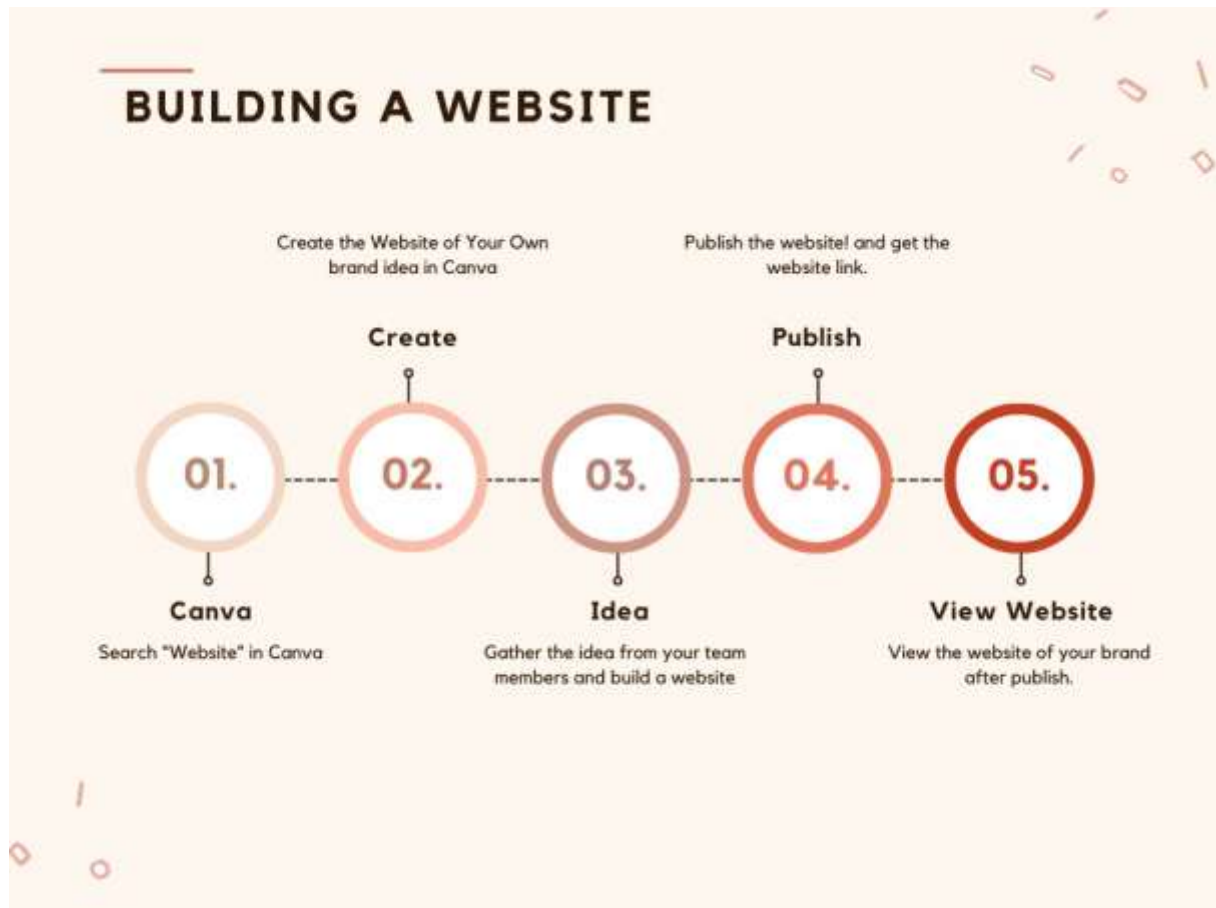 BUILDING A WEBSITE
01.
Canva
Search "Website" in Canva
Create the Website of Your Own
brand idea in Canva
Create
02.
03.
Idea
Gather the idea from your team
members and build a website
Publish the website! and get the
website link.
Publish
04.
05.
View Website
View the website of your brand
after publish.